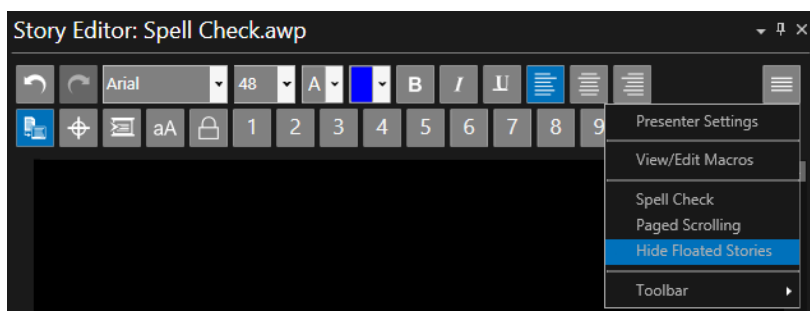 Story Editor: Spell Check.awp
Arial 48 A B I U
aA 1 2 3 4 5 6 7 8 9
Presenter Settings
View/Edit Macros
Spell Check
Paged Scrolling
Hide Floated Stories
Toolbar